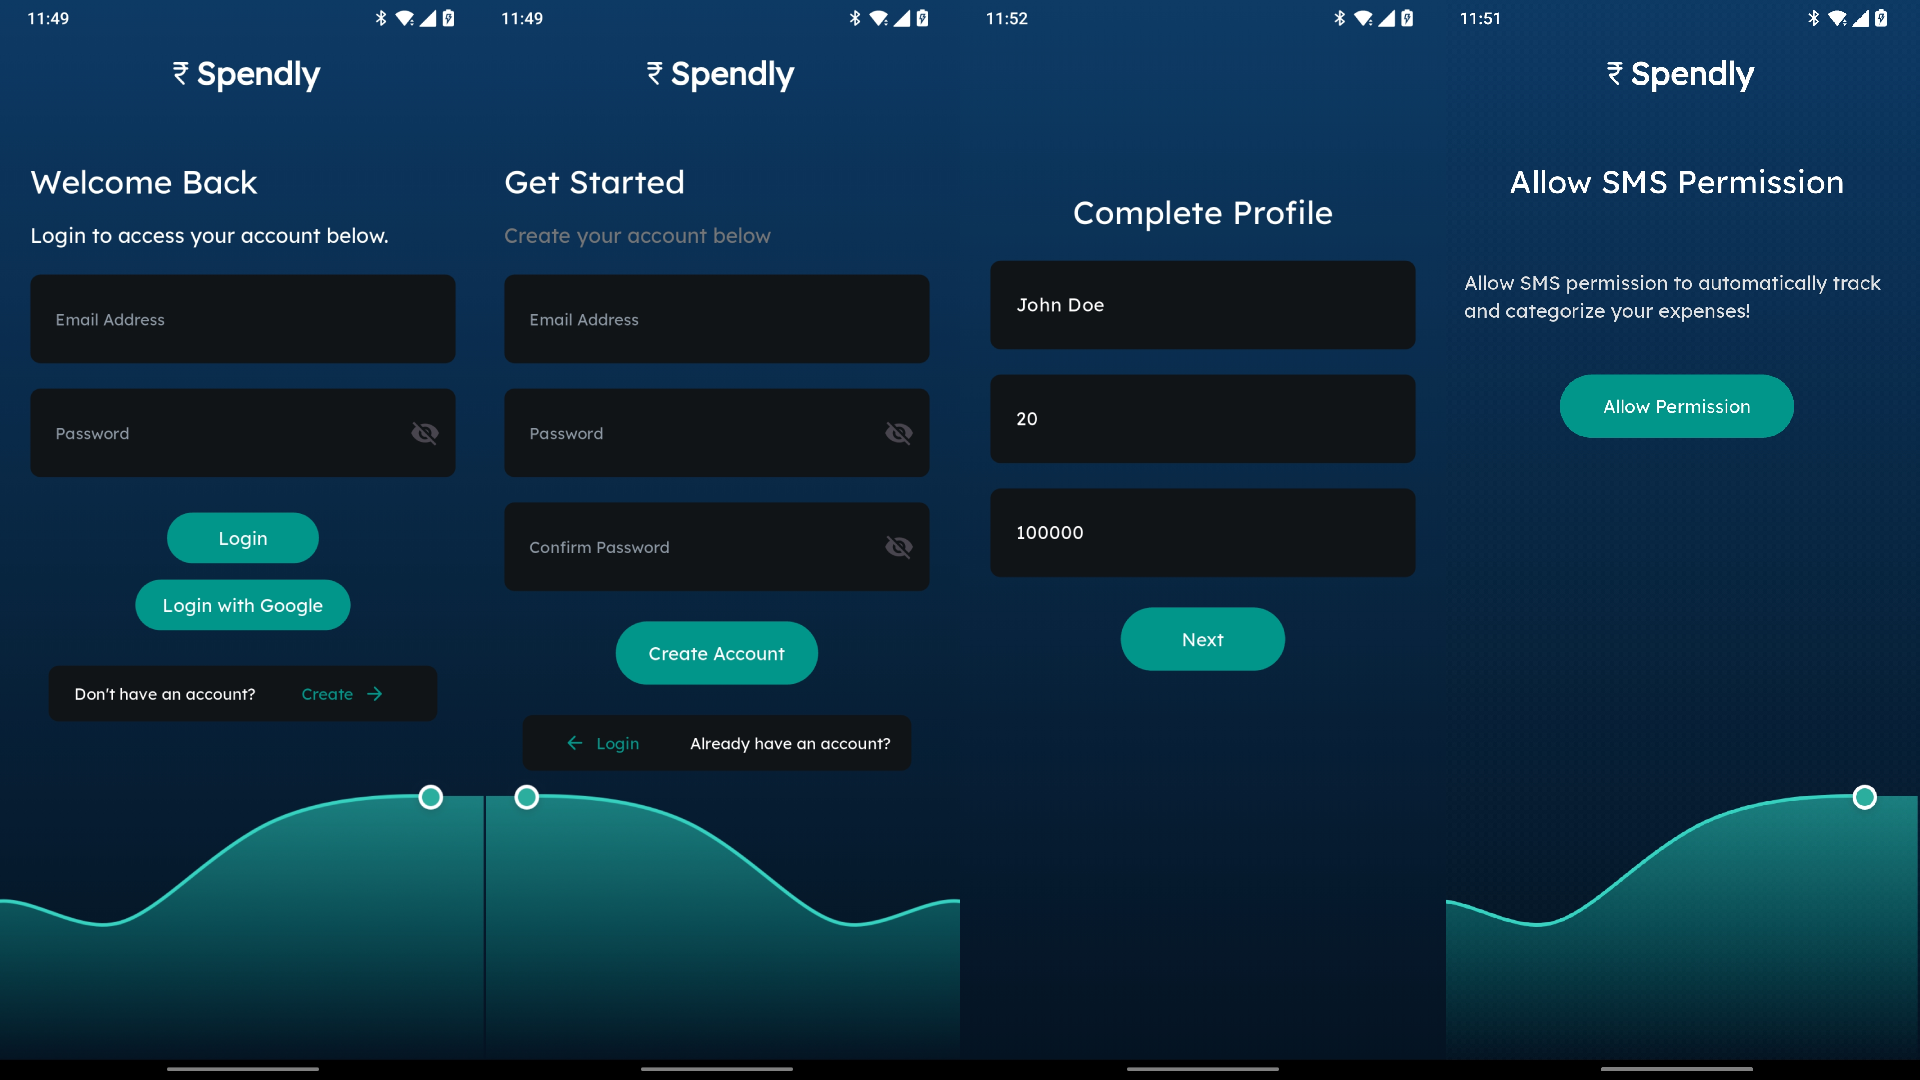 11:49
₹ Spendly
Welcome Back
Login to access your account below.
Email Address
Password
Login
Login with Google
Don't have an account? Create →
11:49
₹ Spendly
Get Started
Create your account below
Email Address
Password
Confirm Password
Create Account
← Login Already have an account?
11:52
Complete Profile
John Doe
20
100000
Next
11:51
₹ Spendly
Allow SMS Permission
Allow SMS permission to automatically track
and categorize your expenses!
Allow Permission